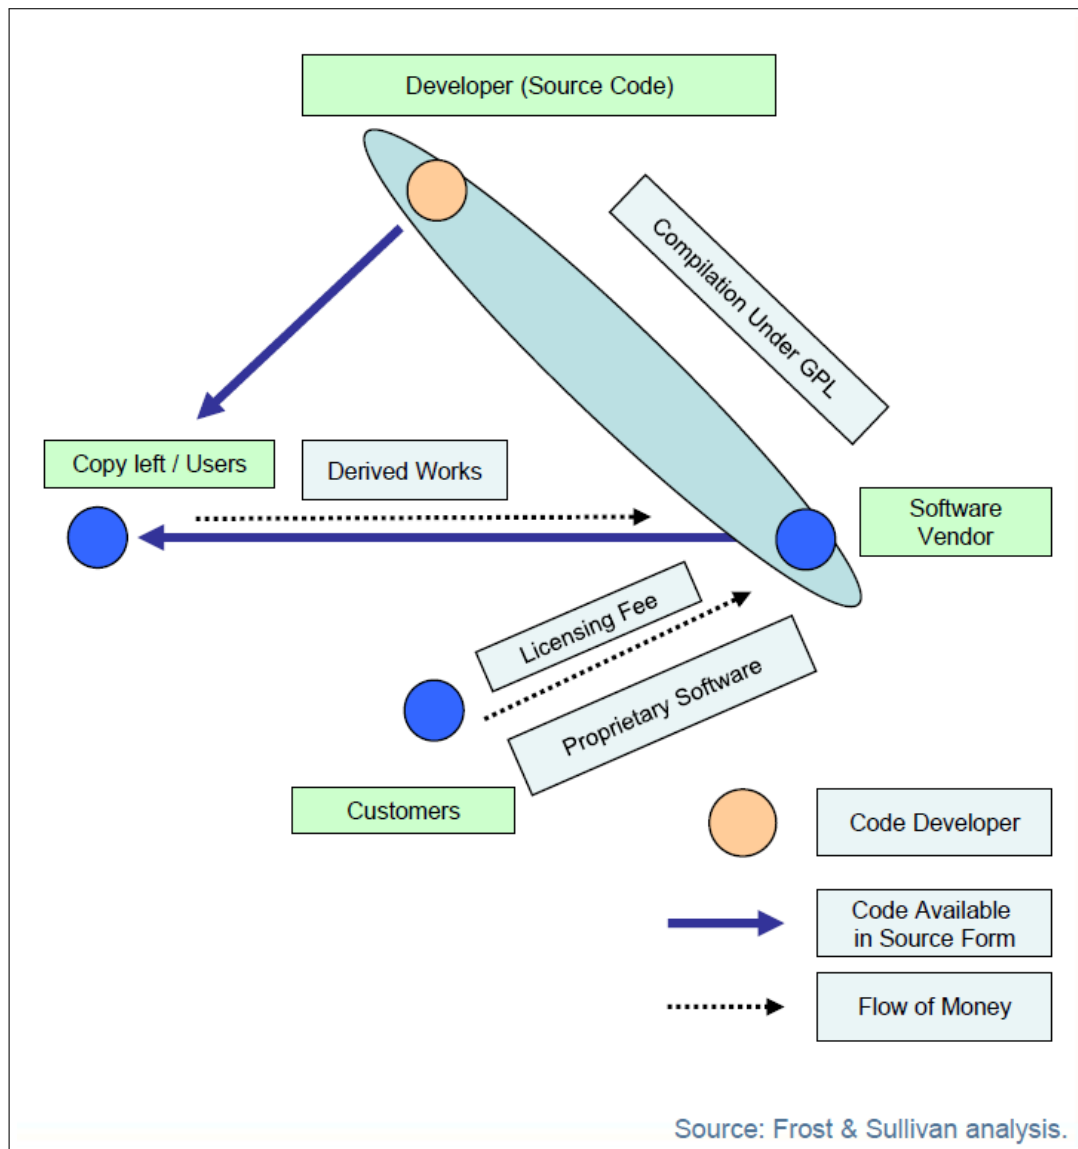 Developer (Source Code)
Compilation Under GPL
Copy left / Users
Derived Works
Software
Vendor
Licensing Fee
Proprietary Software
Customers
Code Developer
Code Available
in Source Form
Flow of Money
Source: Frost & Sullivan analysis.